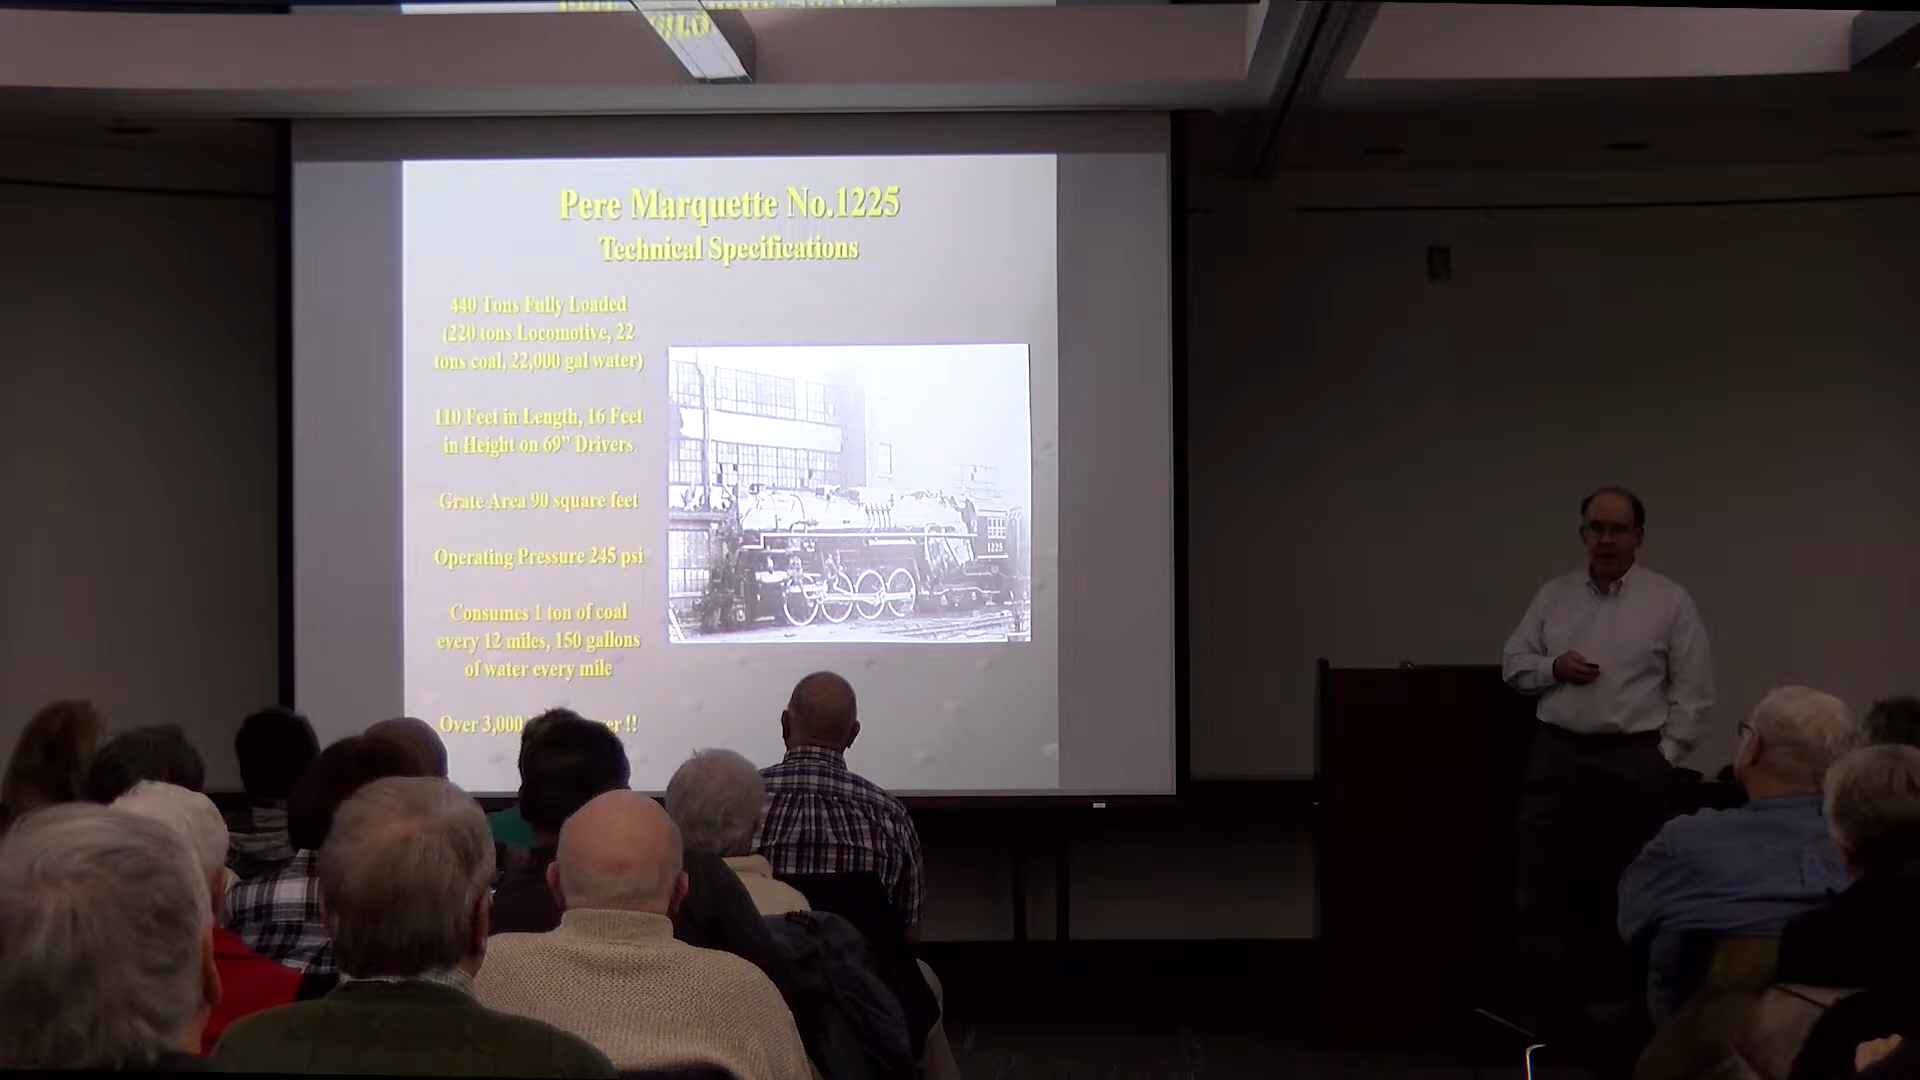 Pere Marquette No.1225
Technical Specifications
440 Tons Fully Loaded
(220 tons Locomotive, 22
tons coal, 22,000 gal water)
110 Feet in Length, 16 Feet
in Height on 69” Drivers
Grate Area 90 square feet
Operating Pressure 245 psi
Consumes 1 ton of coal
every 12 miles, 150 gallons
of water every mile
Over 3,000 !!
1225